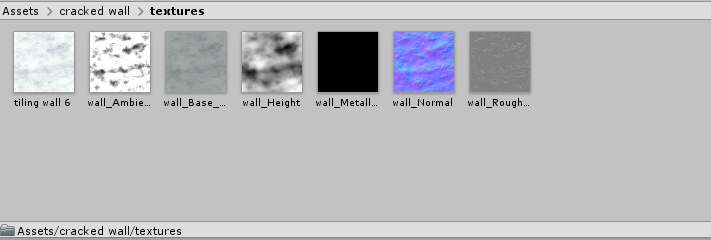 Assets > cracked wall > textures
tiling wall 6 wall_Ambie... wall_Base_... wall_Height wall_Metall... wall_Normal wall_Rough...
Assets/cracked wall/textures